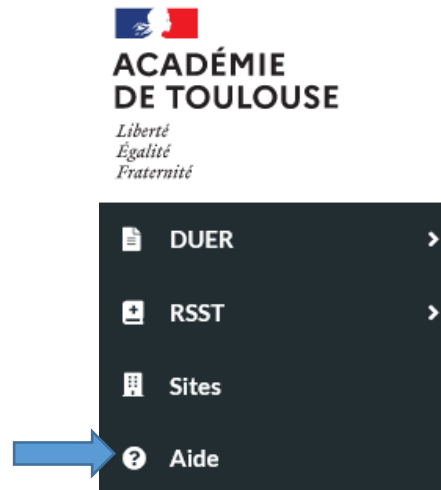 ACADÉMIE
DE TOULOUSE
Liberté
Égalité
Fraternité
DUER
RSST
Sites
Aide